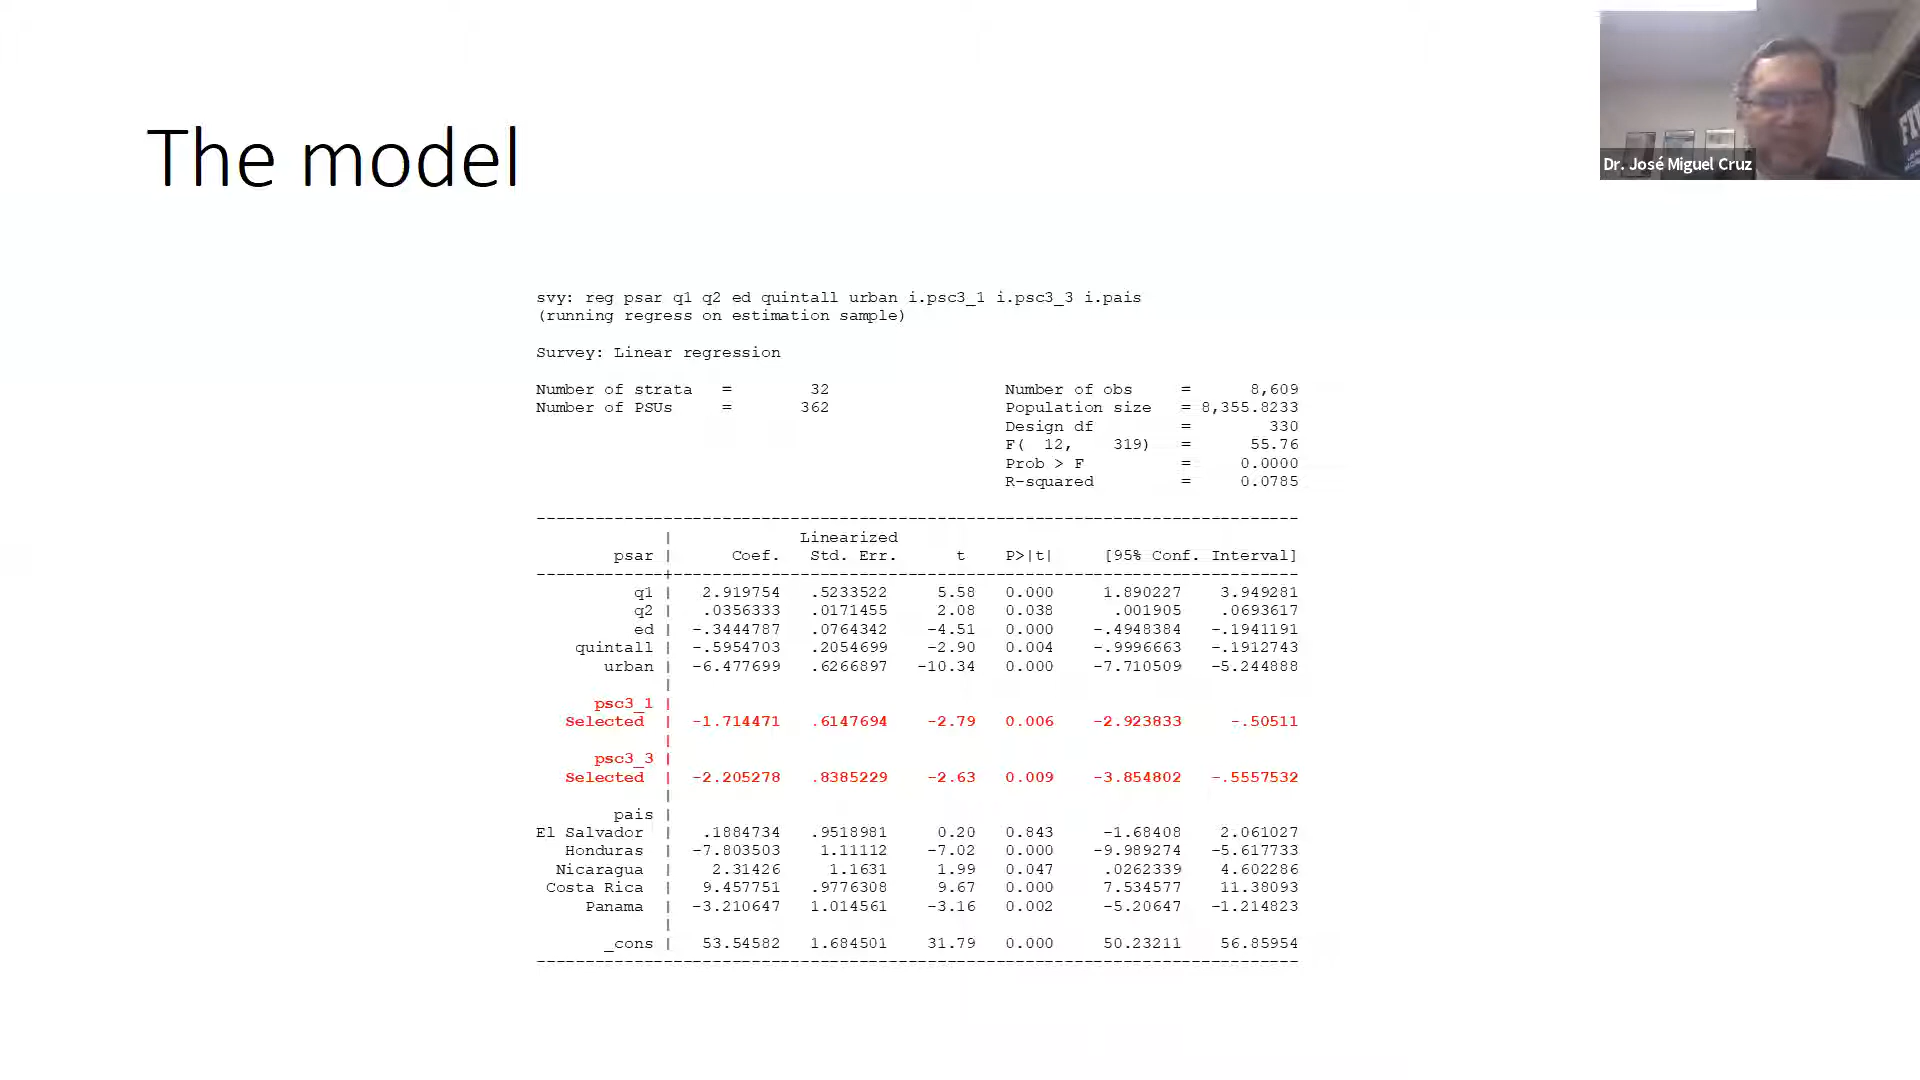 The model
Dr. José Miguel Cruz
svy: reg psar q1 q2 ed quintall urban i.psc3_1 i.psc3_3 i.pais
(running regress on estimation sample)
Survey: Linear regression
Number of strata = 32 Number of obs = 8,609
Number of PSUs = 362 Population size = 8,355.8233
Design df = 330
F( 12, 319) = 55.76
Prob > F = 0.0000
R-squared = 0.0785
Linearized
psar | Coef. Std. Err. t P>|t| [95% Conf. Interval]
q1 | 2.919754 .5233522 5.58 0.000 1.890227 3.949281
q2 | .0356333 .0171455 2.08 0.038 .001905 .0693617
ed | -.3444787 .0764342 -4.51 0.000 -.4948384 -.1941191
quintall | -.5954703 .2054699 -2.90 0.004 -.9996663 -.1912743
urban | -6.477699 .6266897 -10.34 0.000 -7.710509 -5.244888
psc3_1 |
Selected | -1.714471 .6147694 -2.79 0.006 -2.923833 -.50511
psc3_3 |
Selected | -2.205278 .8385229 -2.63 0.009 -3.854802 -.5557532
pais |
El Salvador | .1884734 .9518981 0.20 0.843 -1.68408 2.061027
Honduras | -7.803503 1.11112 -7.02 0.000 -9.989274 -5.617733
Nicaragua | 2.31426 1.1631 1.99 0.047 .0262339 4.602286
Costa Rica | 9.457751 .9776308 9.67 0.000 7.534577 11.38093
Panama | -3.210647 1.014561 -3.16 0.002 -5.20647 -1.214823
_cons | 53.54582 1.684501 31.79 0.000 50.23211 56.85954